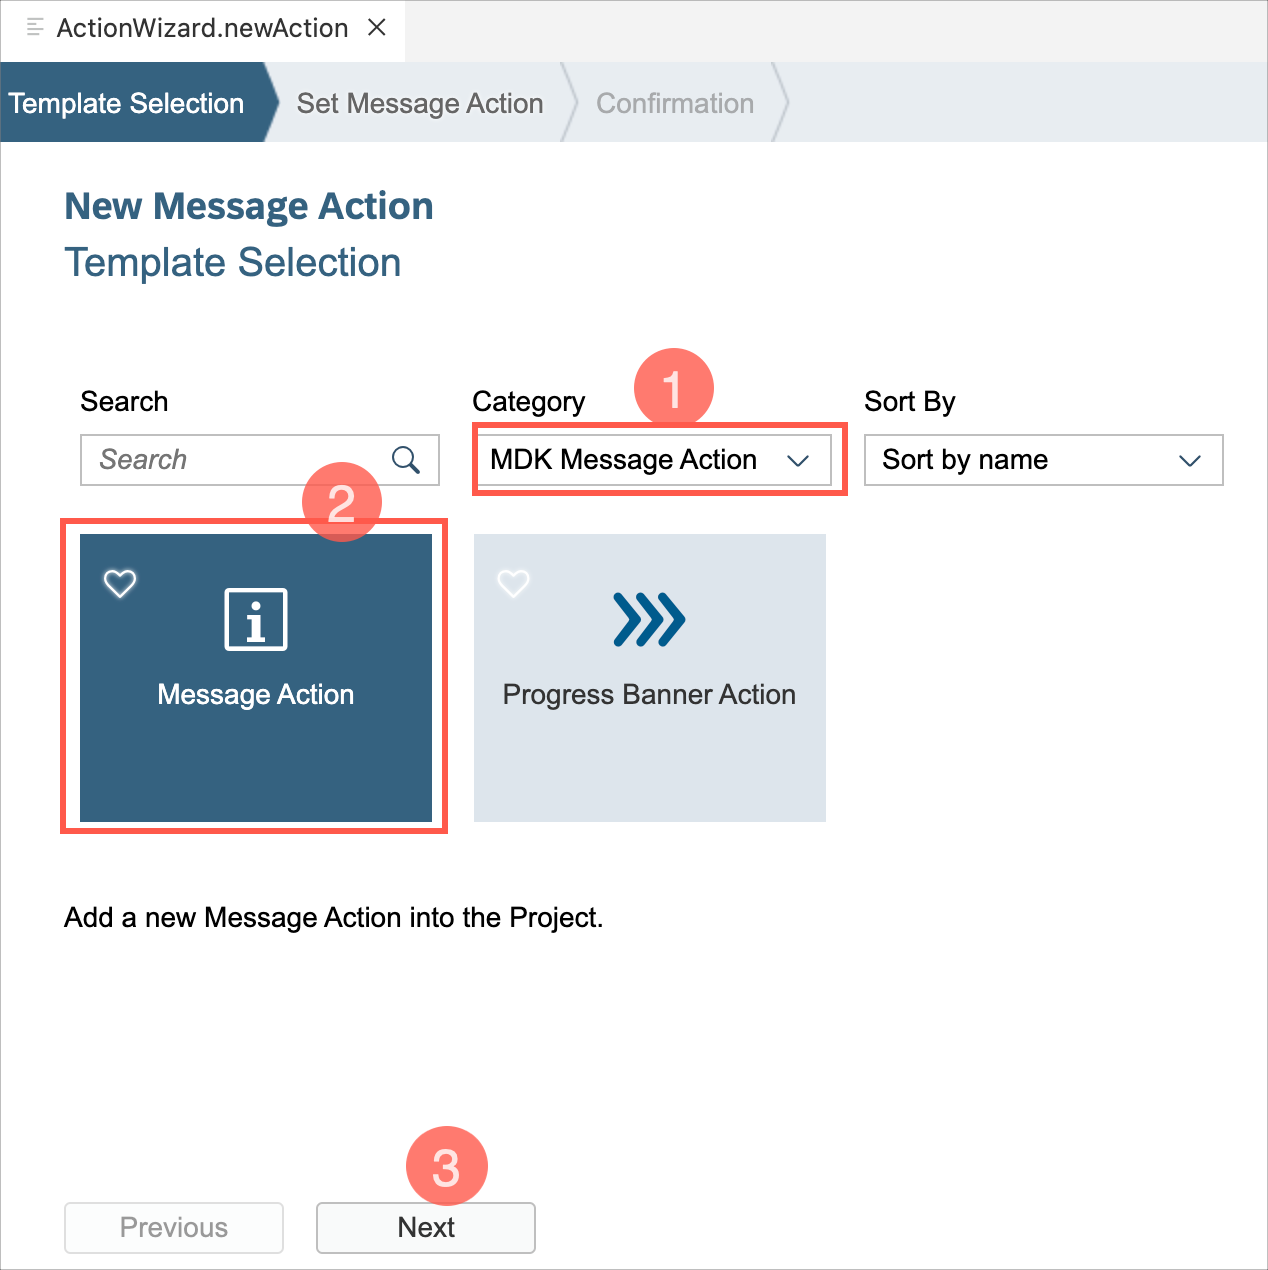 ActionWizard.newAction
Template Selection Set Message Action Confirmation
New Message Action
Template Selection
1
Search Category Sort By
Search MDK Message Action Sort by name
2
Message Action Progress Banner Action
Add a new Message Action into the Project.
3
Previous Next